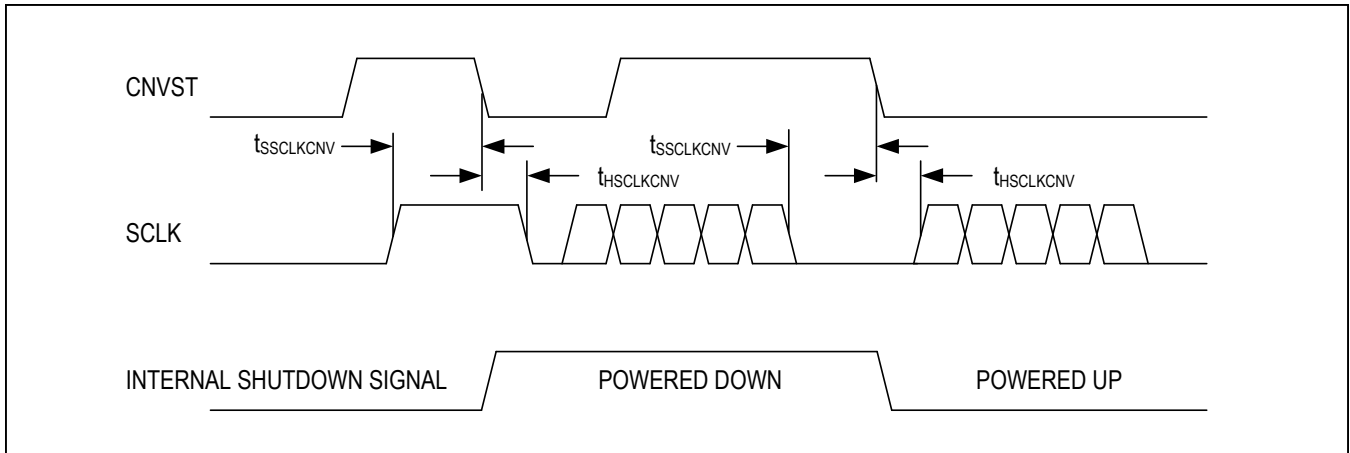 CNVST
tSSCLKCNV
tSSCLKCNV
tHSCLKCNV
tHSCLKCNV
SCLK
INTERNAL SHUTDOWN SIGNAL
POWERED DOWN
POWERED UP